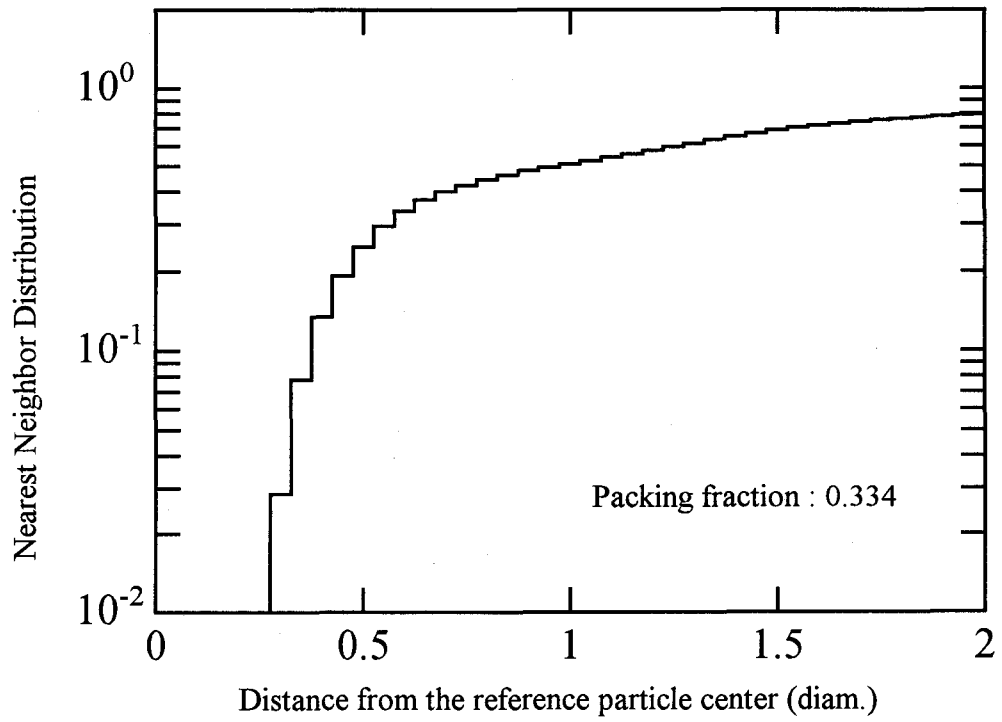 10^0
10^-1
10^-2
Nearest Neighbor Distribution
Packing fraction : 0.334
0 0.5 1 1.5 2
Distance from the reference particle center (diam.)